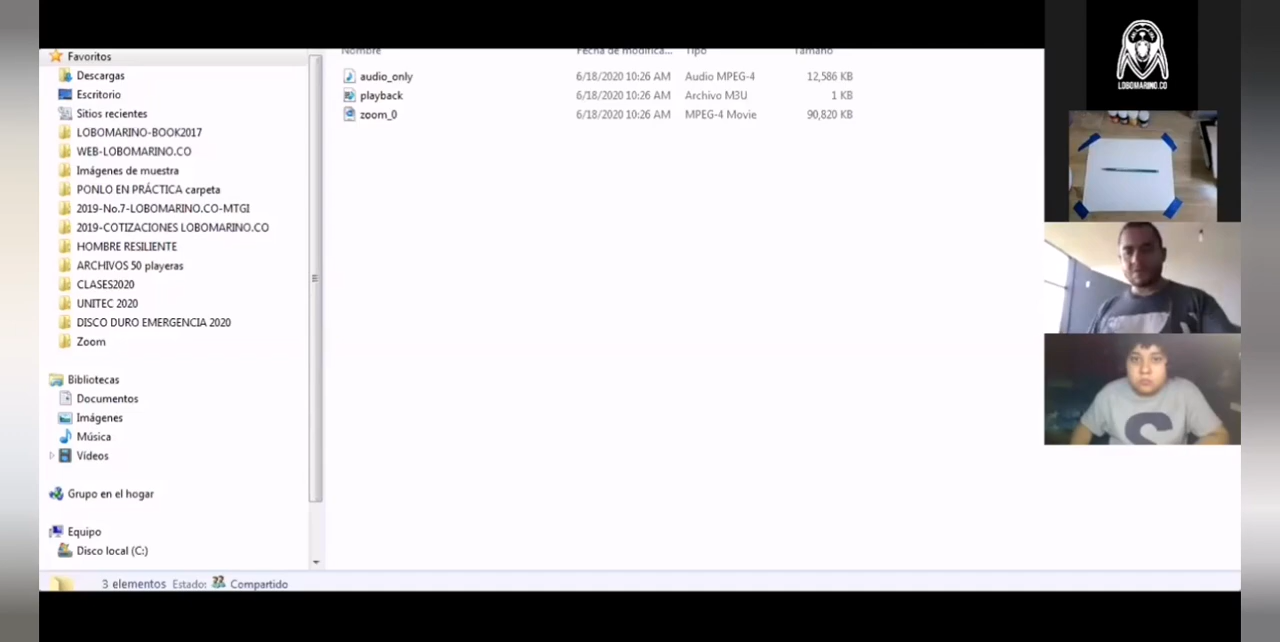 Nombre Fecha de modifica... Tipo Tamaño
Favoritos
Descargas
Escritorio
Sitios recientes
LOBOMARINO-BOOK2017
WEB-LOBOMARINO.CO
Imágenes de muestra
PONLO EN PRÁCTICA carpeta
2019-No.7-LOBOMARINO.CO-MTGI
2019-COTIZACIONES LOBOMARINO.CO
HOMBRE RESILIENTE
ARCHIVOS 50 playeras
CLASES2020
UNITEC 2020
DISCO DURO EMERGENCIA 2020
Zoom
Bibliotecas
Documentos
Imágenes
Música
Vídeos
Grupo en el hogar
Equipo
Disco local (C:)
audio_only 6/18/2020 10:26 AM Audio MPEG-4 12,586 KB
playback 6/18/2020 10:26 AM Archivo M3U 1 KB
zoom_0 6/18/2020 10:26 AM MPEG-4 Movie 90,820 KB
3 elementos Estado: Compartido
LOBOMARINO.CO
S